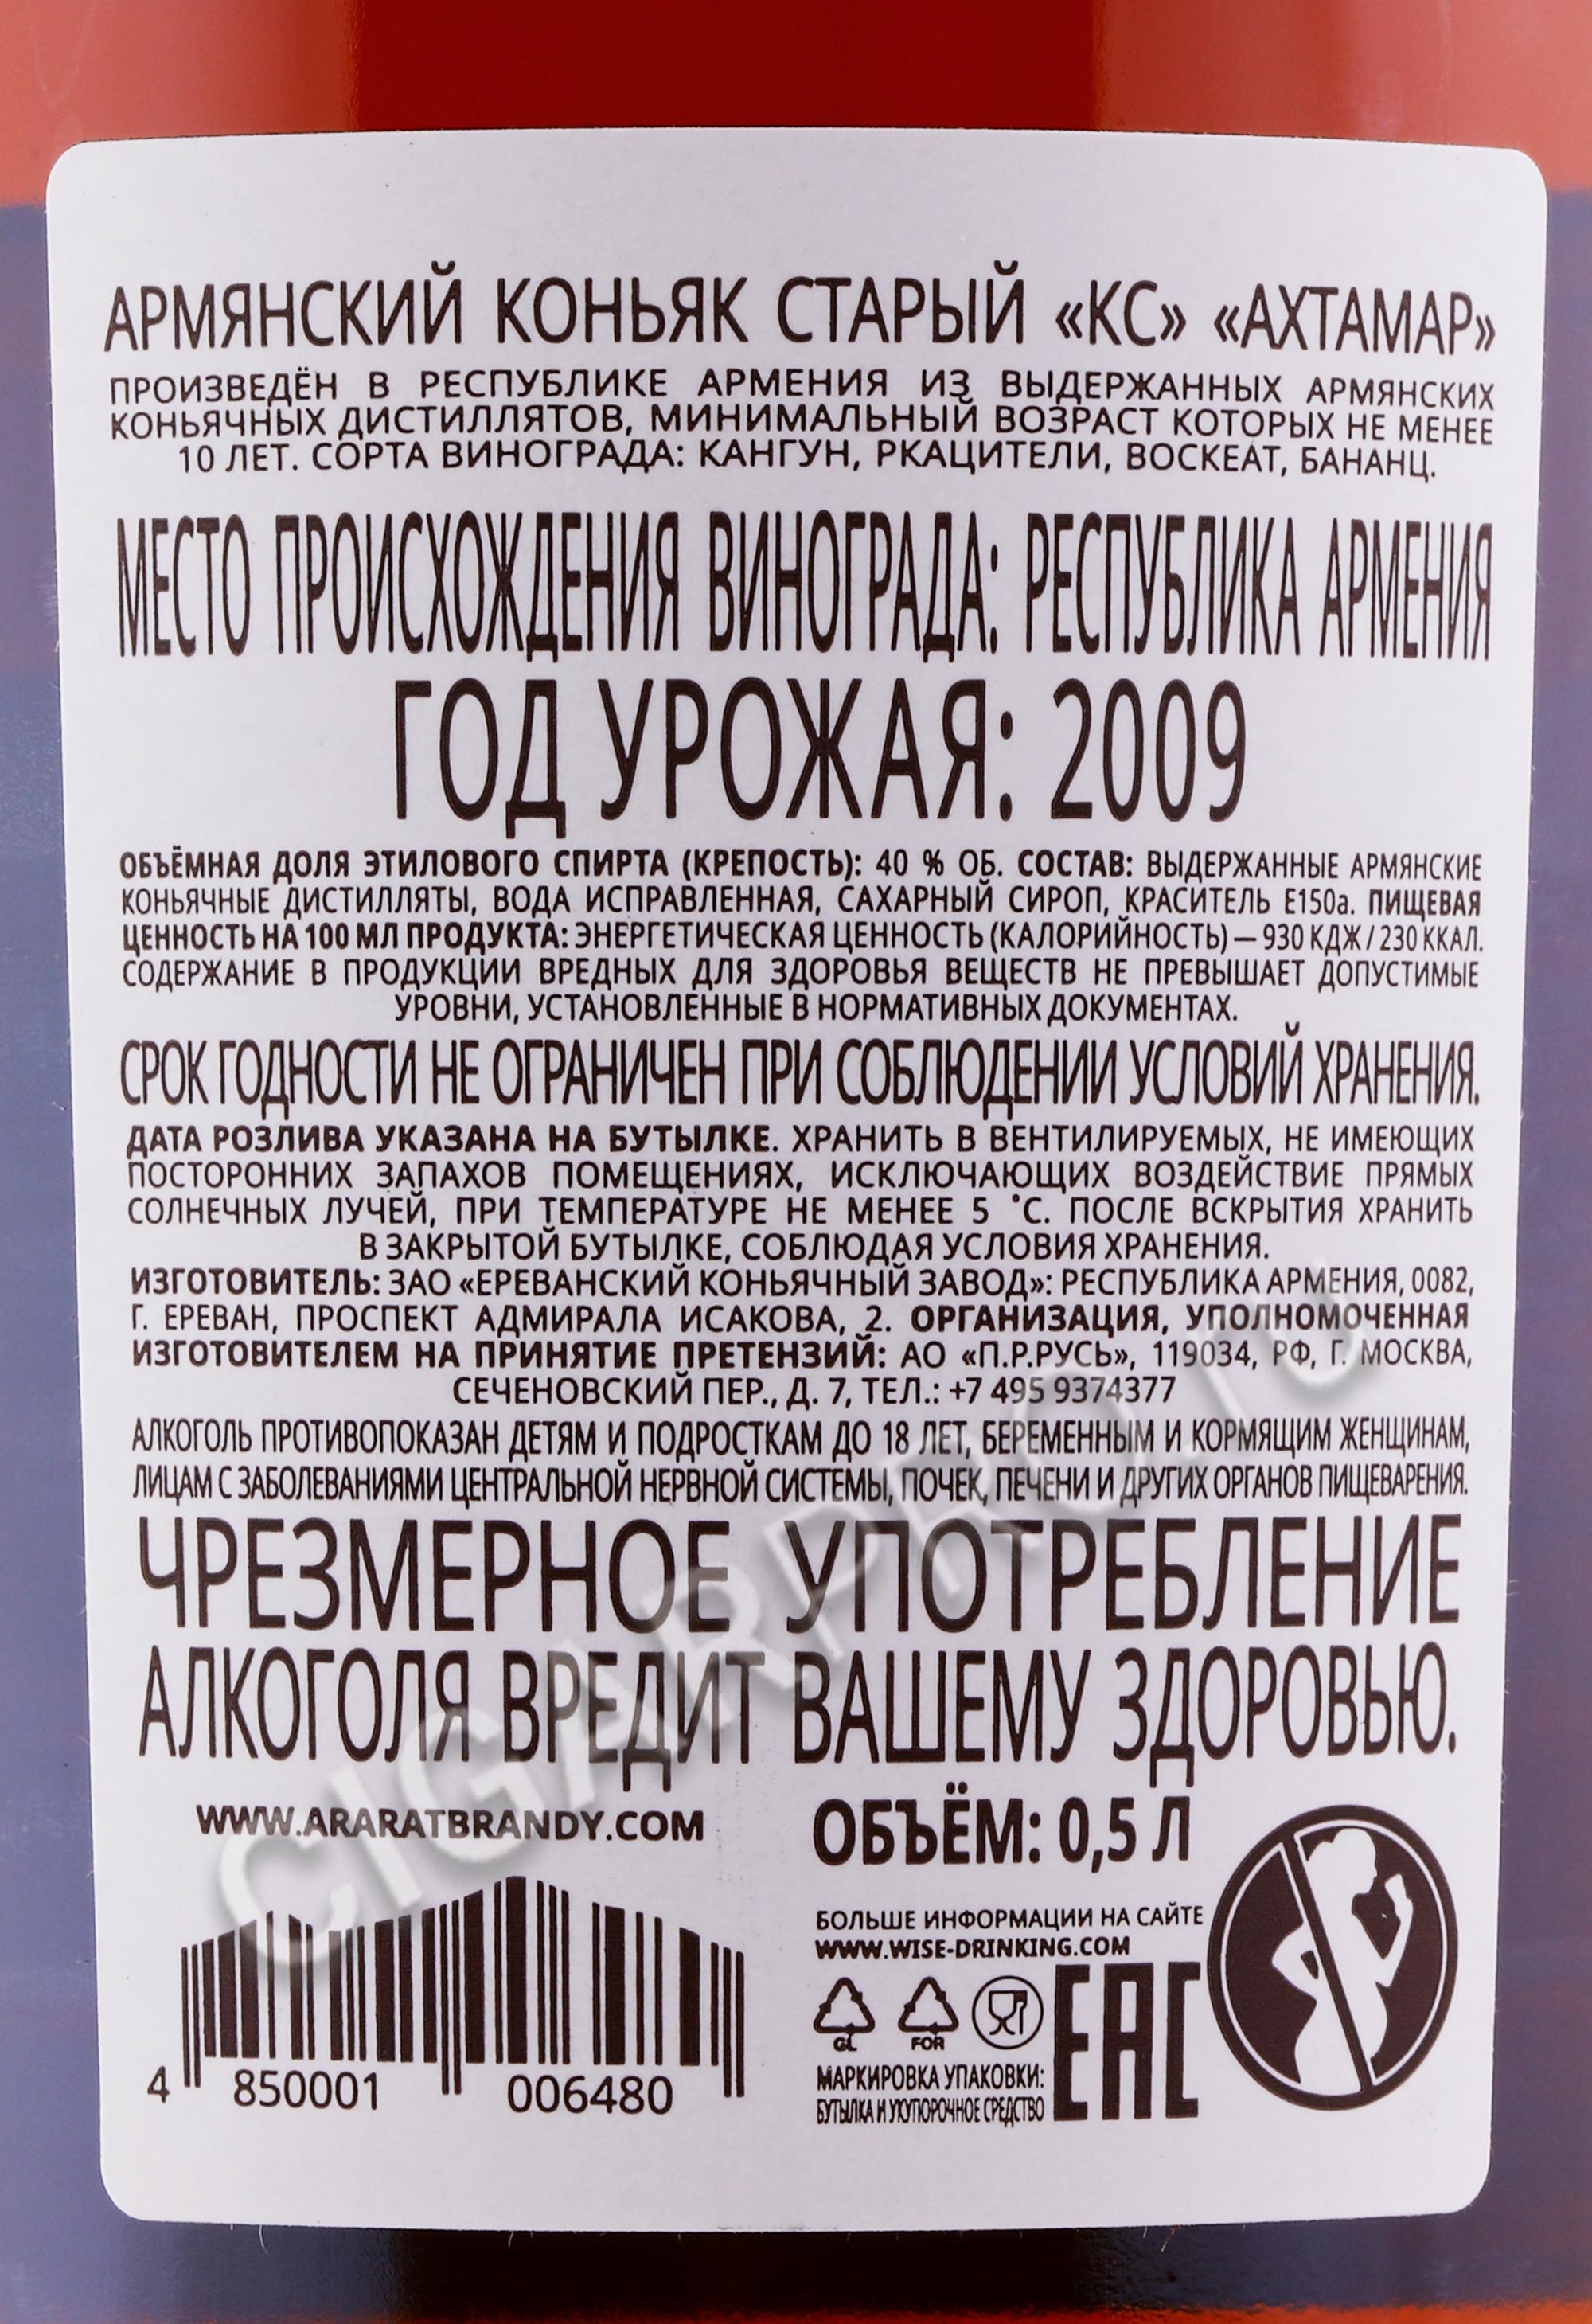 АРМЯНСКИЙ КОНЬЯК СТАРЫЙ «КС» «АХТАМАР»
ПРОИЗВЕДЁН В РЕСПУБЛИКЕ АРМЕНИЯ ИЗ ВЫДЕРЖАННЫХ АРМЯНСКИХ
КОНЬЯЧНЫХ ДИСТИЛЛЯТОВ, МИНИМАЛЬНЫЙ ВОЗРАСТ КОТОРЫХ НЕ МЕНЕЕ
10 ЛЕТ. СОРТА ВИНОГРАДА: КАНГУН, РКАЦИТЕЛИ, ВОСКЕАТ, БАНАНЦ.
МЕСТО ПРОИСХОЖДЕНИЯ ВИНОГРАДА: РЕСПУБЛИКА АРМЕНИЯ
ГОД УРОЖАЯ: 2009
ОБЪЁМНАЯ ДОЛЯ ЭТИЛОВОГО СПИРТА (КРЕПОСТЬ): 40 % ОБ. СОСТАВ: ВЫДЕРЖАННЫЕ АРМЯНСКИЕ
КОНЬЯЧНЫЕ ДИСТИЛЛЯТЫ, ВОДА ИСПРАВЛЕННАЯ, САХАРНЫЙ СИРОП, КРАСИТЕЛЬ Е150а. ПИЩЕВАЯ
ЦЕННОСТЬ НА 100 МЛ ПРОДУКТА: ЭНЕРГЕТИЧЕСКАЯ ЦЕННОСТЬ (КАЛОРИЙНОСТЬ) – 930 КДЖ / 230 ККАЛ.
СОДЕРЖАНИЕ В ПРОДУКЦИИ ВРЕДНЫХ ДЛЯ ЗДОРОВЬЯ ВЕЩЕСТВ НЕ ПРЕВЫШАЕТ ДОПУСТИМЫЕ
УРОВНИ, УСТАНОВЛЕННЫЕ В НОРМАТИВНЫХ ДОКУМЕНТАХ.
СРОК ГОДНОСТИ НЕ ОГРАНИЧЕН ПРИ СОБЛЮДЕНИИ УСЛОВИЙ ХРАНЕНИЯ.
ДАТА РОЗЛИВА УКАЗАНА НА БУТЫЛКЕ. ХРАНИТЬ В ВЕНТИЛИРУЕМЫХ, НЕ ИМЕЮЩИХ
ПОСТОРОННИХ ЗАПАХОВ ПОМЕЩЕНИЯХ, ИСКЛЮЧАЮЩИХ ВОЗДЕЙСТВИЕ ПРЯМЫХ
СОЛНЕЧНЫХ ЛУЧЕЙ, ПРИ ТЕМПЕРАТУРЕ НЕ МЕНЕЕ 5 °С. ПОСЛЕ ВСКРЫТИЯ ХРАНИТЬ
В ЗАКРЫТОЙ БУТЫЛКЕ, СОБЛЮДАЯ УСЛОВИЯ ХРАНЕНИЯ.
ИЗГОТОВИТЕЛЬ: ЗАО «ЕРЕВАНСКИЙ КОНЬЯЧНЫЙ ЗАВОД»: РЕСПУБЛИКА АРМЕНИЯ, 0082,
Г. ЕРЕВАН, ПРОСПЕКТ АДМИРАЛА ИСАКОВА, 2. ОРГАНИЗАЦИЯ, УПОЛНОМОЧЕННАЯ
ИЗГОТОВИТЕЛЕМ НА ПРИНЯТИЕ ПРЕТЕНЗИЙ: АО «П.Р.РУСЬ», 119034, РФ, Г. МОСКВА,
СЕЧЕНОВСКИЙ ПЕР., Д. 7, ТЕЛ.: +7 495 9374377
АЛКОГОЛЬ ПРОТИВОПОКАЗАН ДЕТЯМ И ПОДРОСТКАМ ДО 18 ЛЕТ, БЕРЕМЕННЫМ И КОРМЯЩИМ ЖЕНЩИНАМ,
ЛИЦАМ С ЗАБОЛЕВАНИЯМИ ЦЕНТРАЛЬНОЙ НЕРВНОЙ СИСТЕМЫ, ПОЧЕК, ПЕЧЕНИ И ДРУГИХ ОРГАНОВ ПИЩЕВАРЕНИЯ.
ЧРЕЗМЕРНОЕ УПОТРЕБЛЕНИЕ
АЛКОГОЛЯ ВРЕДИТ ВАШЕМУ ЗДОРОВЬЮ.
WWW.ARARATBRANDY.COM
ОБЪЁМ: 0,5 Л
БОЛЬШЕ ИНФОРМАЦИИ НА САЙТЕ
WWW.WISE-DRINKING.COM
GL FOR
EAC
МАРКИРОВКА УПАКОВКИ:
БУТЫЛКА И УКУПОРОЧНОЕ СРЕДСТВО
4 850001 006480
CIGARPRO.ru